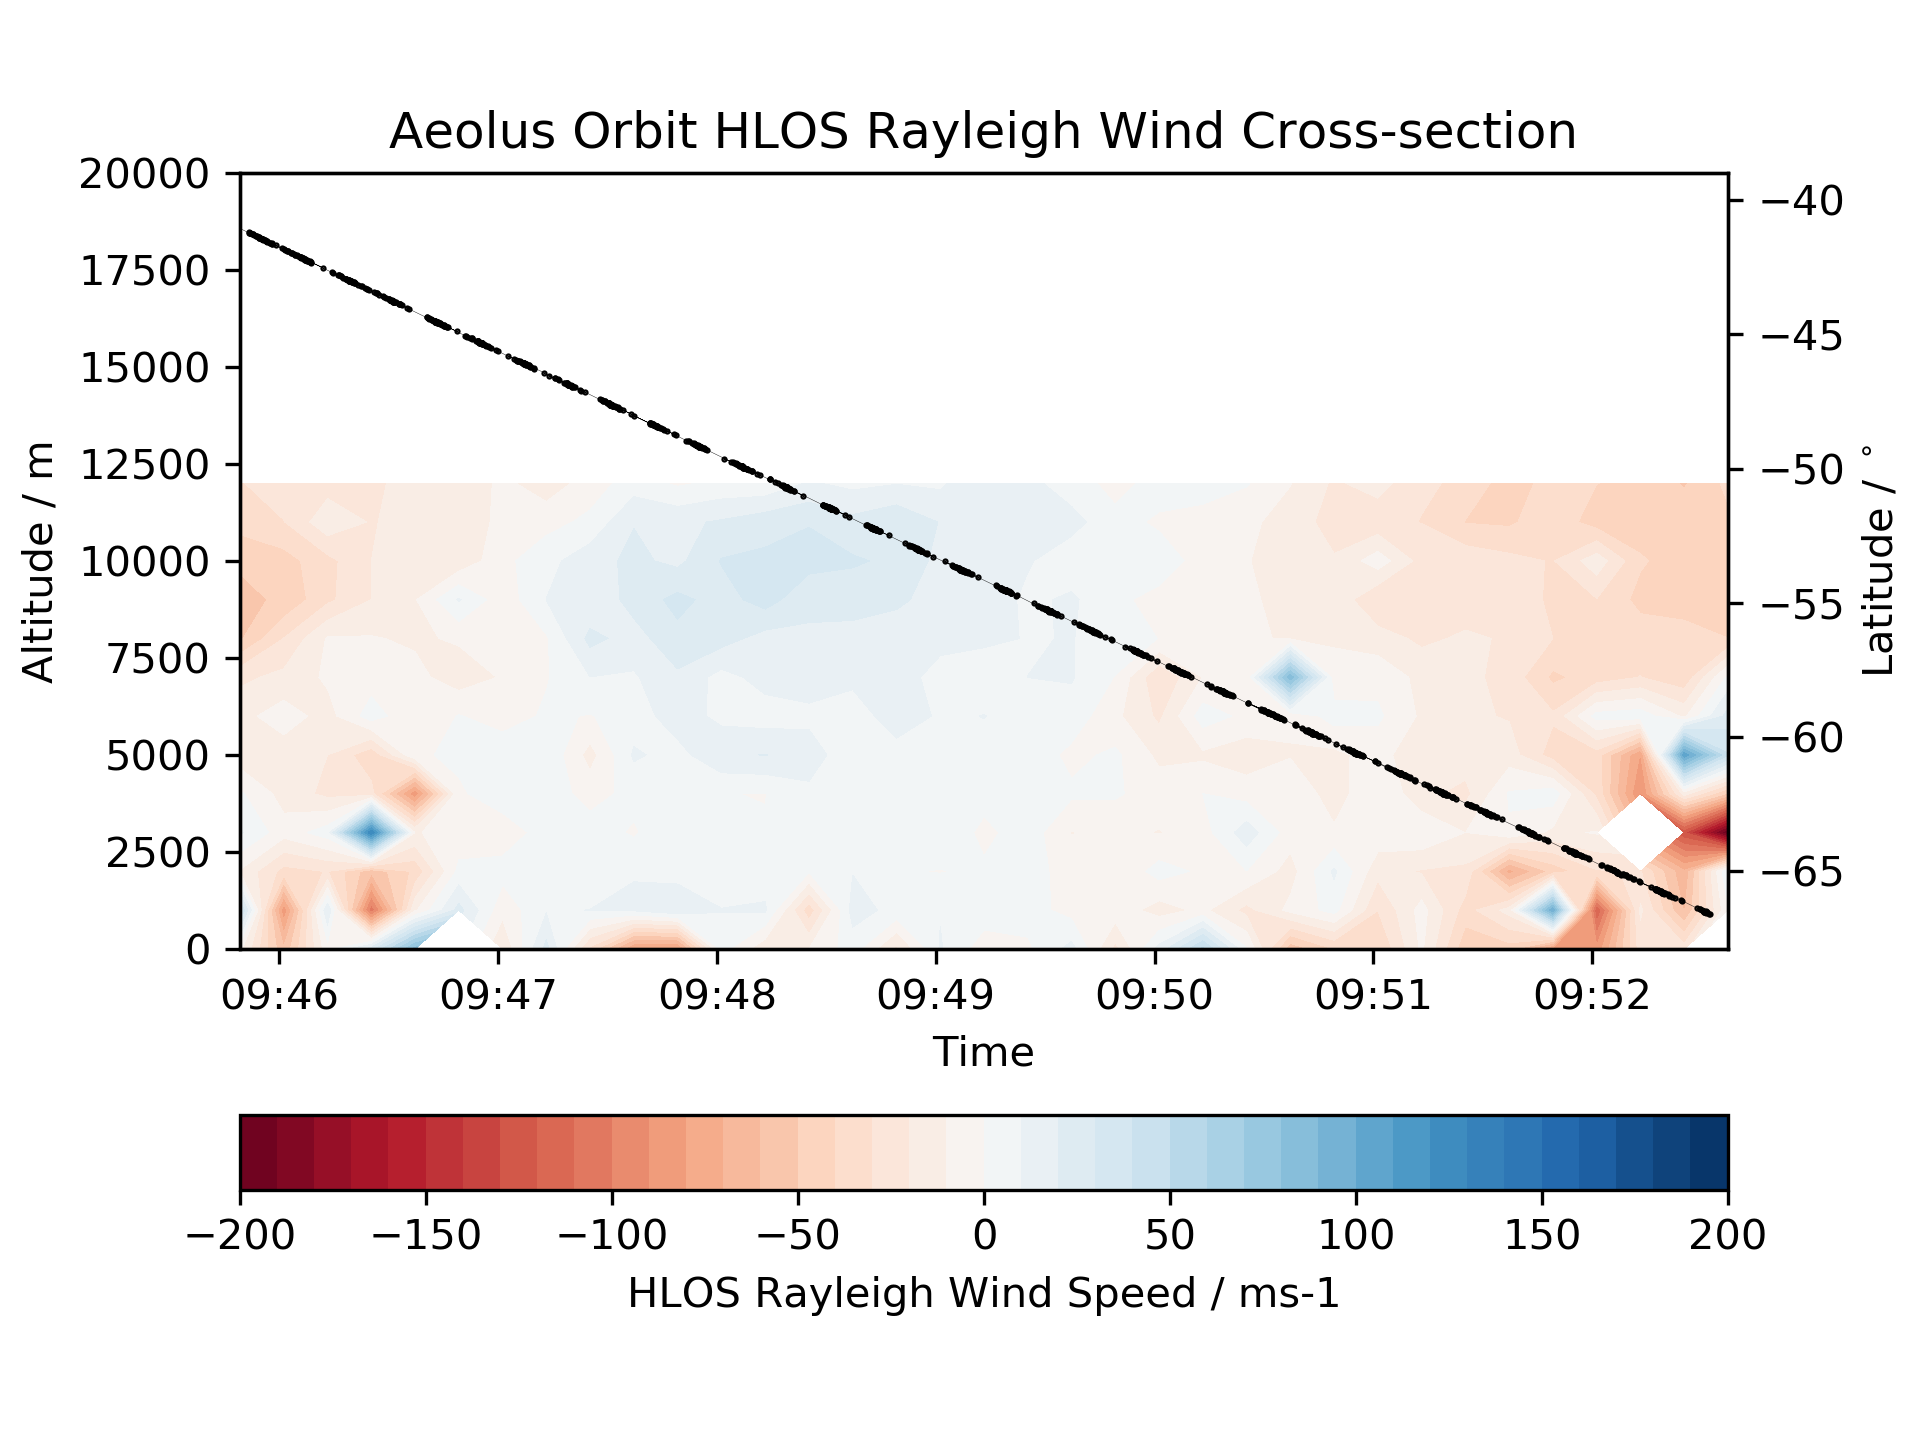 Aeolus Orbit HLOS Rayleigh Wind Cross-section
20000
17500
15000
12500
10000
7500
5000
2500
0
Altitude / m
−40
−45
−50
−55
−60
−65
Latitude / °
09:46 09:47 09:48 09:49 09:50 09:51 09:52
Time
−200 −150 −100 −50 0 50 100 150 200
HLOS Rayleigh Wind Speed / ms-1